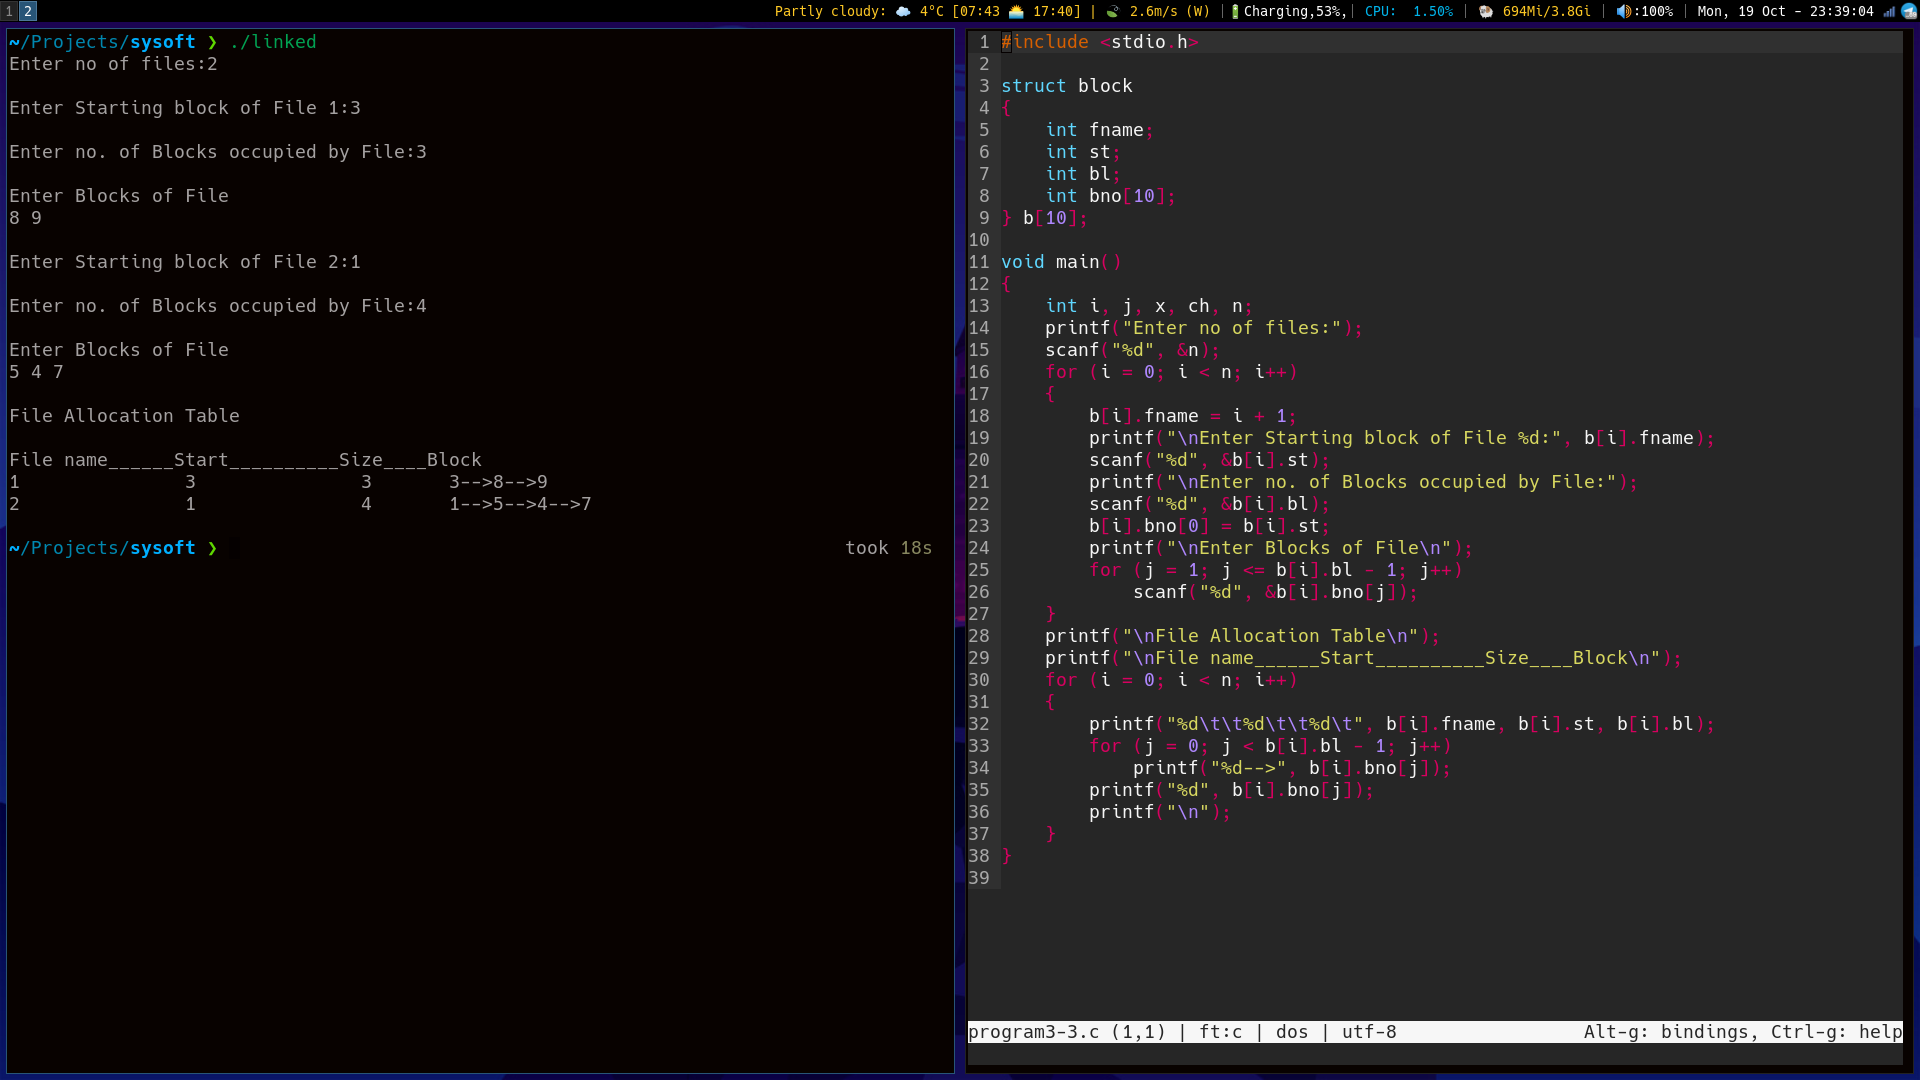 1 2 Partly cloudy: 4°C [07:43 17:40] | 2.6m/s (W) | Charging,53%,| CPU: 1.50% | 694Mi/3.8Gi | :100% | Mon, 19 Oct - 23:39:04
~/Projects/sysoft ❯ ./linked
Enter no of files:2
Enter Starting block of File 1:3
Enter no. of Blocks occupied by File:3
Enter Blocks of File
8 9
Enter Starting block of File 2:1
Enter no. of Blocks occupied by File:4
Enter Blocks of File
5 4 7
File Allocation Table
File name______Start__________Size____Block
1               3               3       3-->8-->9
2               1               4       1-->5-->4-->7
~/Projects/sysoft ❯ took 18s
1 #include <stdio.h>
2
3 struct block
4 {
5     int fname;
6     int st;
7     int bl;
8     int bno[10];
9 } b[10];
10
11 void main()
12 {
13     int i, j, x, ch, n;
14     printf("Enter no of files:");
15     scanf("%d", &n);
16     for (i = 0; i < n; i++)
17     {
18         b[i].fname = i + 1;
19         printf("\nEnter Starting block of File %d:", b[i].fname);
20         scanf("%d", &b[i].st);
21         printf("\nEnter no. of Blocks occupied by File:");
22         scanf("%d", &b[i].bl);
23         b[i].bno[0] = b[i].st;
24         printf("\nEnter Blocks of File\n");
25         for (j = 1; j <= b[i].bl - 1; j++)
26             scanf("%d", &b[i].bno[j]);
27     }
28     printf("\nFile Allocation Table\n");
29     printf("\nFile name______Start__________Size____Block\n");
30     for (i = 0; i < n; i++)
31     {
32         printf("%d\t\t%d\t\t%d\t", b[i].fname, b[i].st, b[i].bl);
33         for (j = 0; j < b[i].bl - 1; j++)
34             printf("%d-->", b[i].bno[j]);
35         printf("%d", b[i].bno[j]);
36         printf("\n");
37     }
38 }
39
program3-3.c (1,1) | ft:c | dos | utf-8 Alt-g: bindings, Ctrl-g: help